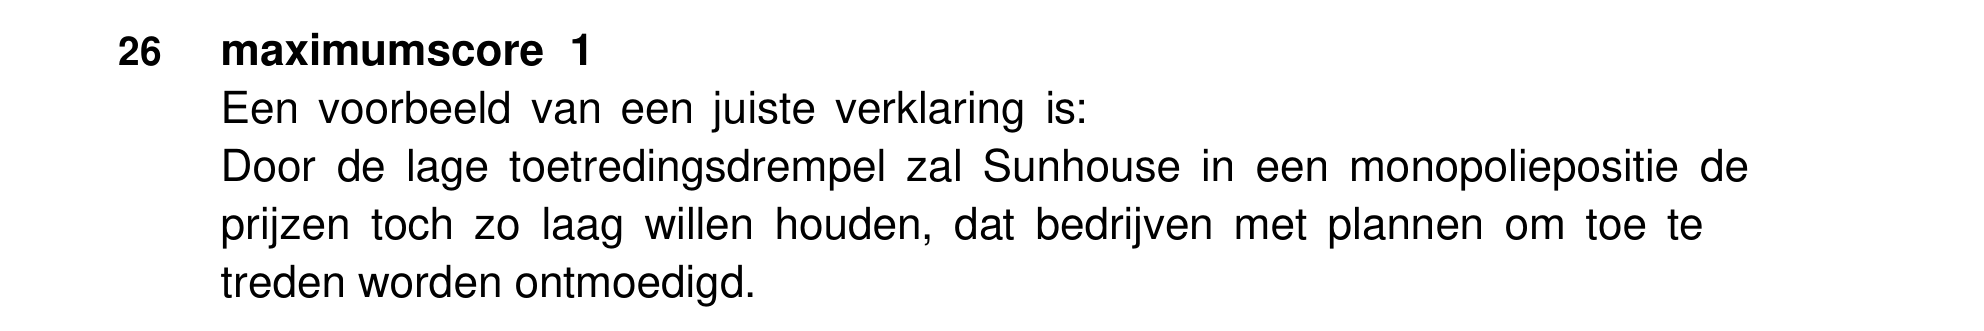 26 maximumscore 1
Een voorbeeld van een juiste verklaring is:
Door de lage toetredingsdrempel zal Sunhouse in een monopoliepositie de
prijzen toch zo laag willen houden, dat bedrijven met plannen om toe te
treden worden ontmoedigd.